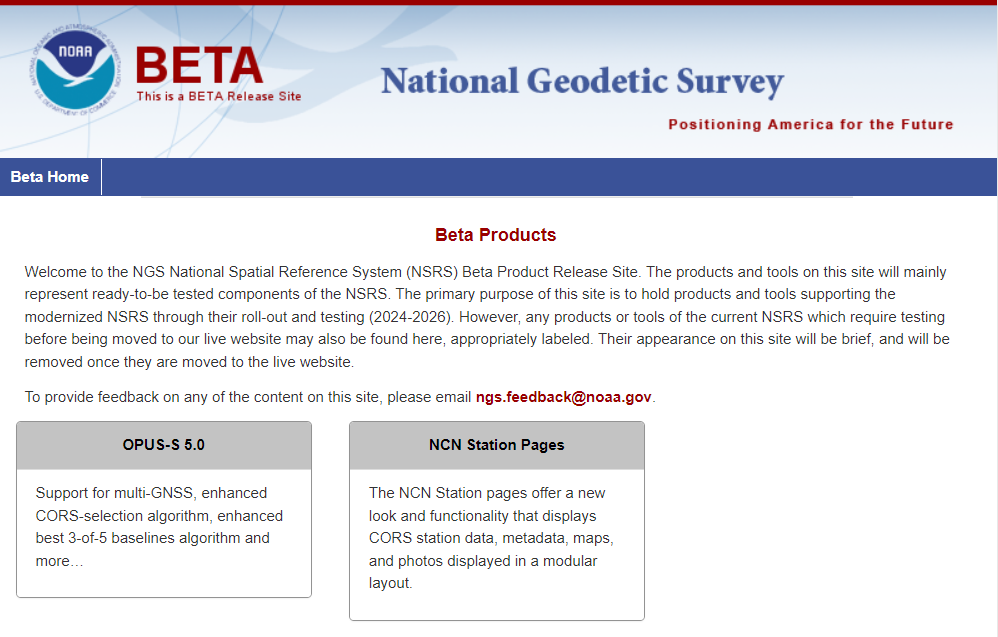 NATIONAL OCEANIC AND ATMOSPHERIC ADMINISTRATION
NOAA
U.S. DEPARTMENT OF COMMERCE
BETA
This is a BETA Release Site
National Geodetic Survey
Positioning America for the Future
Beta Home
Beta Products
Welcome to the NGS National Spatial Reference System (NSRS) Beta Product Release Site. The products and tools on this site will mainly
represent ready-to-be tested components of the NSRS. The primary purpose of this site is to hold products and tools supporting the
modernized NSRS through their roll-out and testing (2024-2026). However, any products or tools of the current NSRS which require testing
before being moved to our live website may also be found here, appropriately labeled. Their appearance on this site will be brief, and will be
removed once they are moved to the live website.
To provide feedback on any of the content on this site, please email ngs.feedback@noaa.gov.
OPUS-S 5.0
Support for multi-GNSS, enhanced
CORS-selection algorithm, enhanced
best 3-of-5 baselines algorithm and
more…
NCN Station Pages
The NCN Station pages offer a new
look and functionality that displays
CORS station data, metadata, maps,
and photos displayed in a modular
layout.